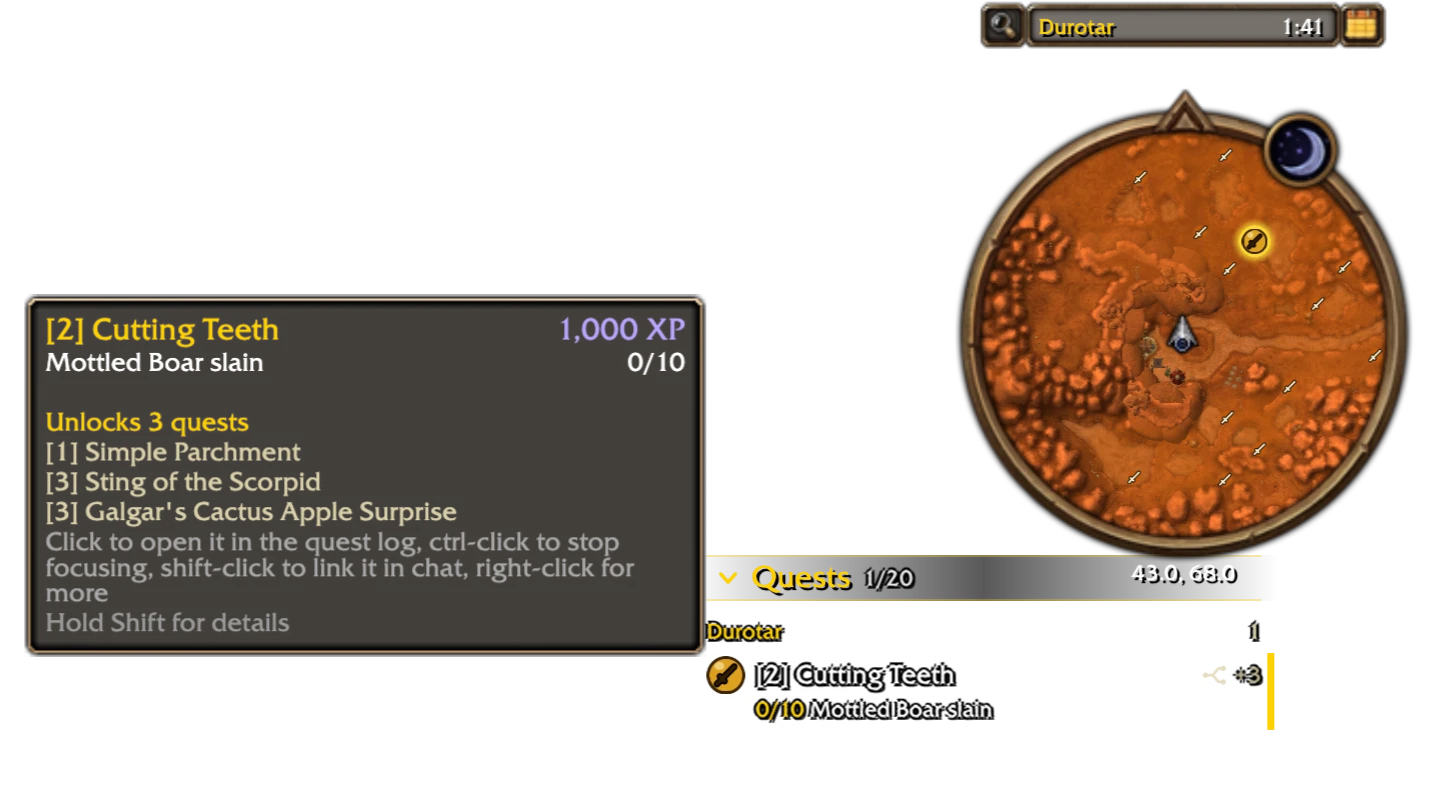 Durotar 1:41
[2] Cutting Teeth 1,000 XP
Mottled Boar slain 0/10
Unlocks 3 quests
[1] Simple Parchment
[3] Sting of the Scorpid
[3] Galgar's Cactus Apple Surprise
Click to open it in the quest log, ctrl-click to stop
focusing, shift-click to link it in chat, right-click for
more
Hold Shift for details
Quests 1/20 43.0, 68.0
Durotar 1
[2] Cutting Teeth +3
0/10 Mottled Boar slain